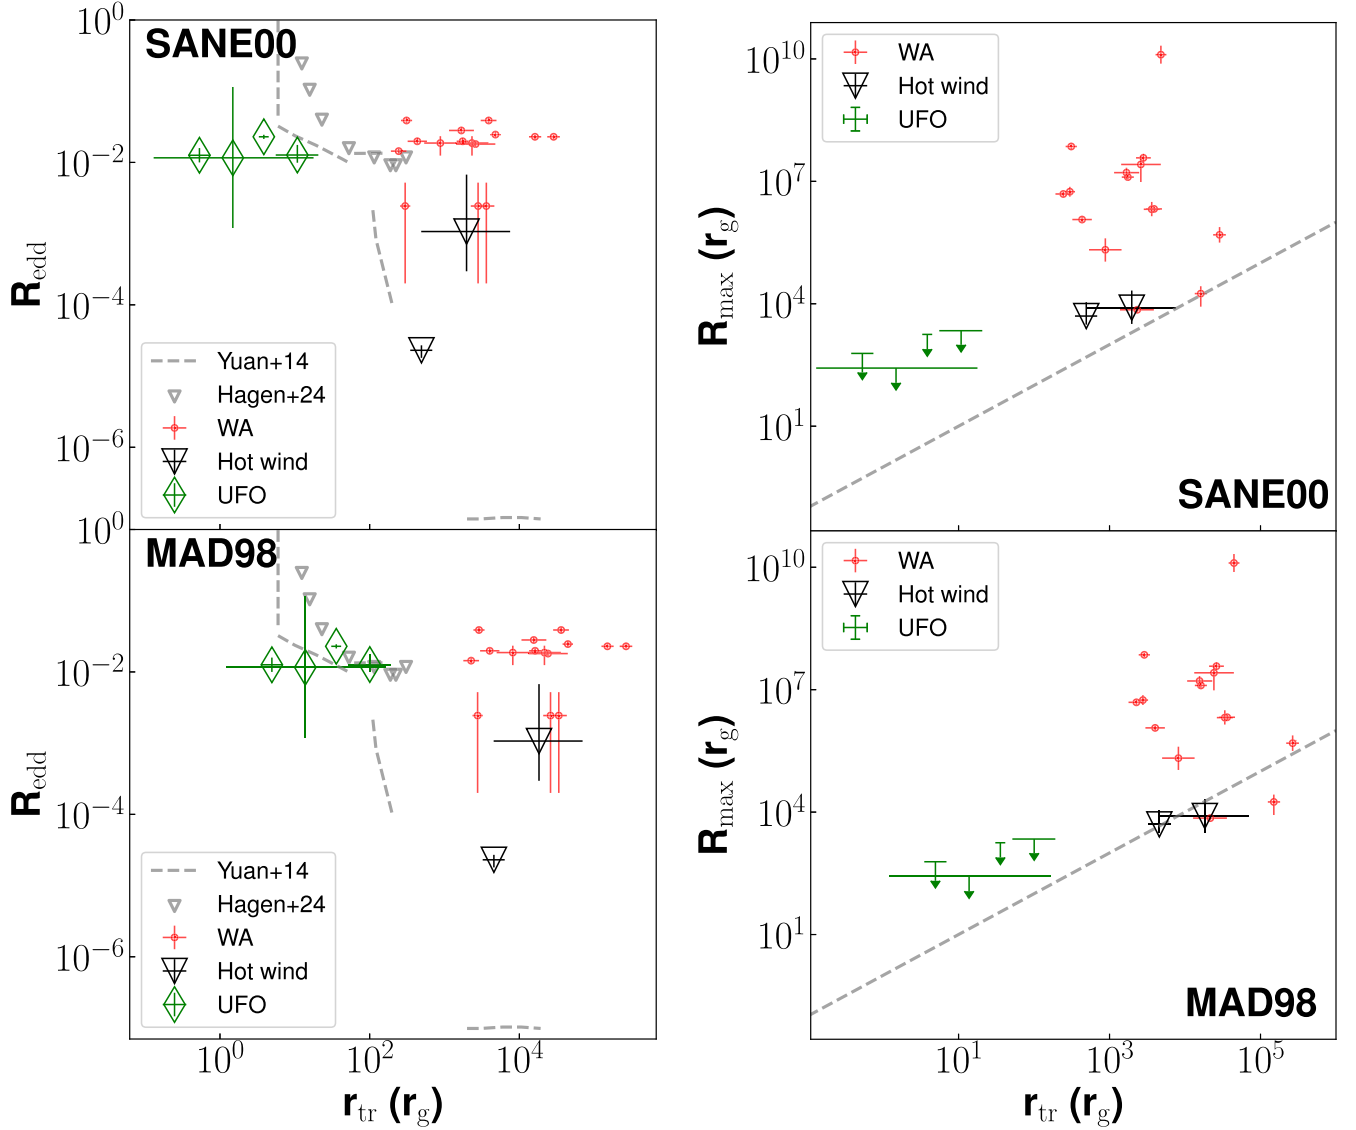 SANE00
10^0
10^-2
10^-4
10^-6
R_edd
Yuan+14
Hagen+24
WA
Hot wind
UFO
WA
Hot wind
UFO
10^10
10^7
10^4
10^1
R_max (r_g)
SANE00
MAD98
10^0
10^-2
10^-4
10^-6
R_edd
Yuan+14
Hagen+24
WA
Hot wind
UFO
10^0 10^2 10^4
r_tr (r_g)
WA
Hot wind
UFO
10^10
10^7
10^4
10^1
R_max (r_g)
MAD98
10^1 10^3 10^5
r_tr (r_g)